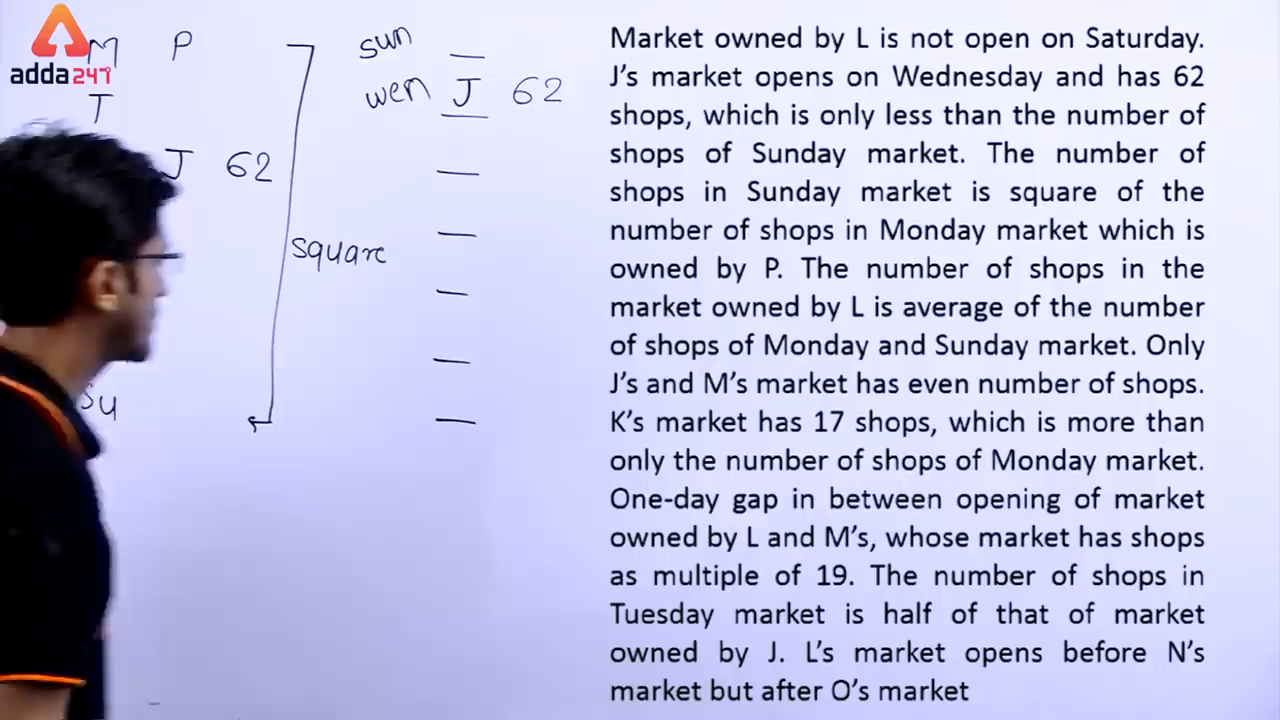 adda247
M P
T
J 62
Su
square
sun
wen J 62
Market owned by L is not open on Saturday.
J's market opens on Wednesday and has 62
shops, which is only less than the number of
shops of Sunday market. The number of
shops in Sunday market is square of the
number of shops in Monday market which is
owned by P. The number of shops in the
market owned by L is average of the number
of shops of Monday and Sunday market. Only
J's and M's market has even number of shops.
K's market has 17 shops, which is more than
only the number of shops of Monday market.
One-day gap in between opening of market
owned by L and M's, whose market has shops
as multiple of 19. The number of shops in
Tuesday market is half of that of market
owned by J. L's market opens before N's
market but after O's market